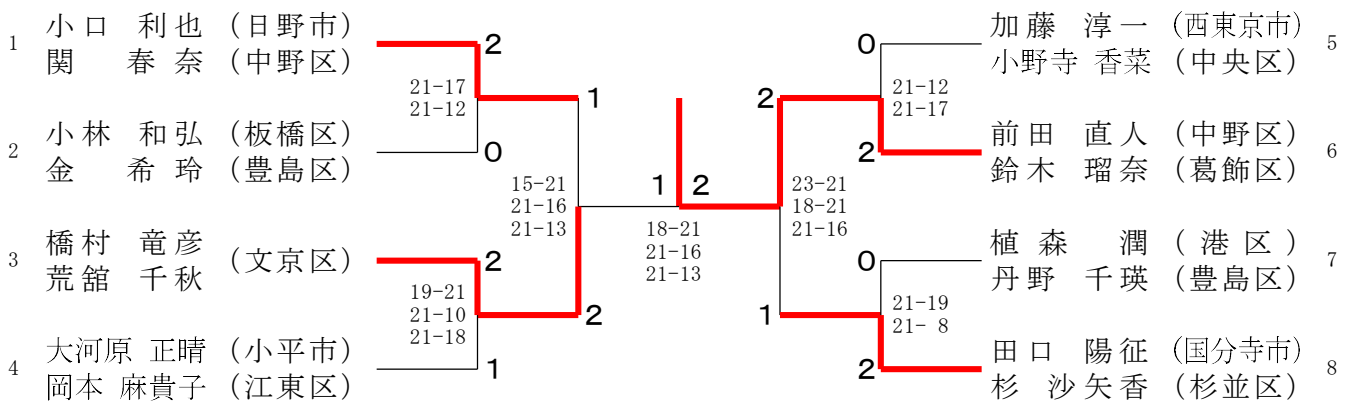 1
小口 利也 (日野市)
関 春奈 (中野区)
2
21-17
21-12
1
2
小林 和弘 (板橋区)
金 希玲 (豊島区)
0
15-21
21-16
21-13
3
橋村 竜彦
荒舘 千秋
(文京区)
2
19-21
21-10
21-18
2
4
大河原 正晴 (小平市)
岡本 麻貴子 (江東区)
1
1 2
18-21
21-16
21-13
0
加藤 淳一 (西東京市)
小野寺 香菜 (中央区)
5
2
21-12
21-17
2
前田 直人 (中野区)
鈴木 瑠奈 (葛飾区)
6
23-21
18-21
21-16
0
植森 潤 (港区)
丹野 千瑛 (豊島区)
7
1
21-19
21- 8
2
田口 陽征 (国分寺市)
杉 沙矢香 (杉並区)
8